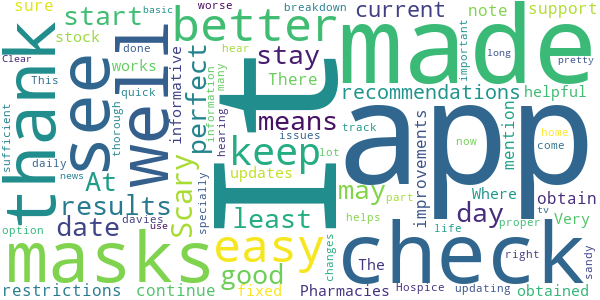 sure
basic
worse
breakdown
current
note
support
start
better
made
stock
done
hear
important
long
pretty
Clear
This
works
stay
There
recommendations
helpful
thank
see
well
informative
perfect
It
information
many
quick
thorough
means
issues
track
improvements
mention
now
home
come
app
sufficient
daily
news
At
scary
hearing
keep
lot
may
part
Where
obtain
results
updates
option
davies
use
specially
least
day
Very
date
helps
life
proper
tv
masks
easy
changes
The
check
right
good
restrictions
continue
fixed
Pharmacies
Hospice
updating
obtained
sandy